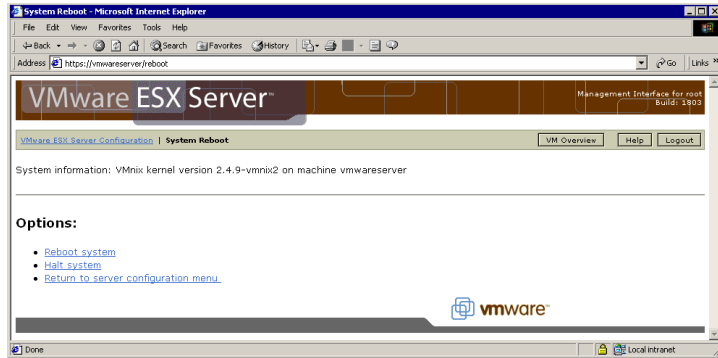 System Reboot - Microsoft Internet Explorer
File Edit View Favorites Tools Help
Back Search Favorites History
Address https://vmwareserver/reboot Go Links »
VMware ESX Server™
Management Interface for root
Build: 1803
VMware ESX Server Configuration | System Reboot VM Overview Help Logout
System information: VMnix kernel version 2.4.9-vmnix2 on machine vmwareserver
Options:
• Reboot system
• Halt system
• Return to server configuration menu.
vmware™
Done Local intranet